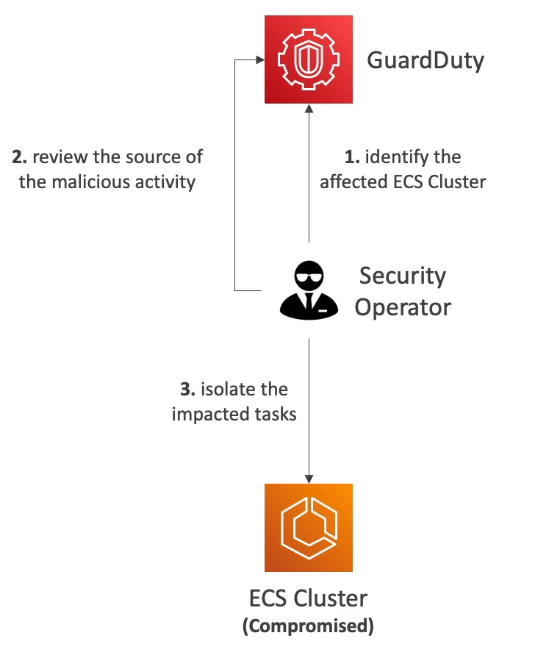 GuardDuty
2. review the source of
the malicious activity
1. identify the
affected ECS Cluster
Security
Operator
3. isolate the
impacted tasks
ECS Cluster
(Compromised)